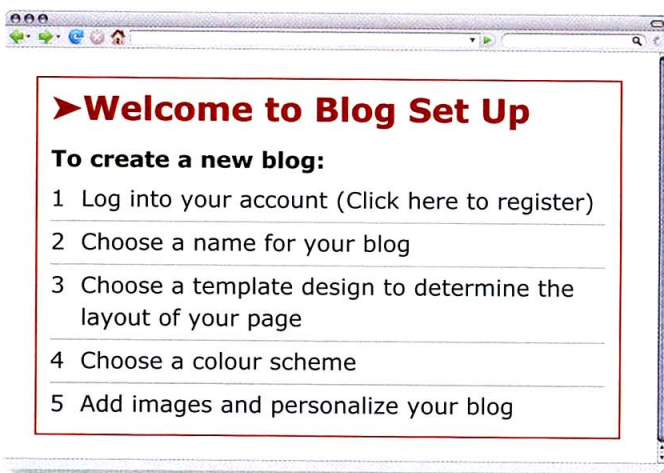 ➤Welcome to Blog Set Up
To create a new blog:
1 Log into your account (Click here to register)
2 Choose a name for your blog
3 Choose a template design to determine the
layout of your page
4 Choose a colour scheme
5 Add images and personalize your blog